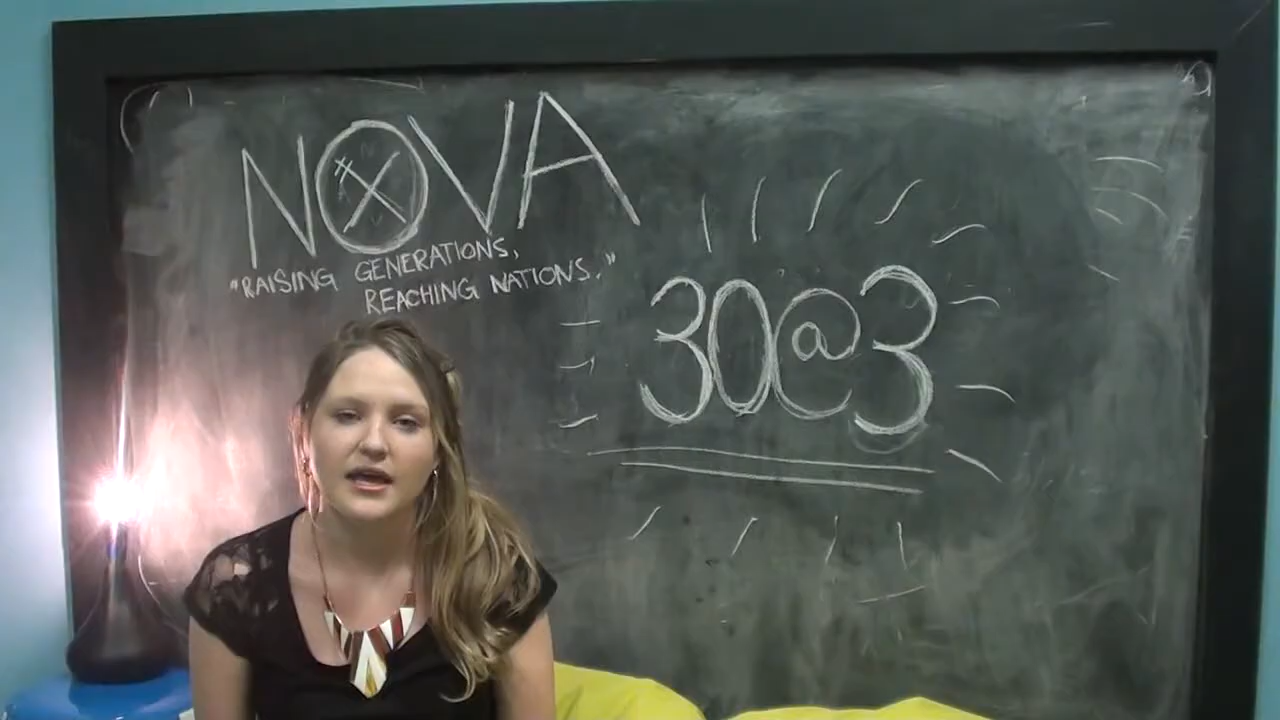 NOVA
"RAISING GENERATIONS,
REACHING NATIONS."
30@3